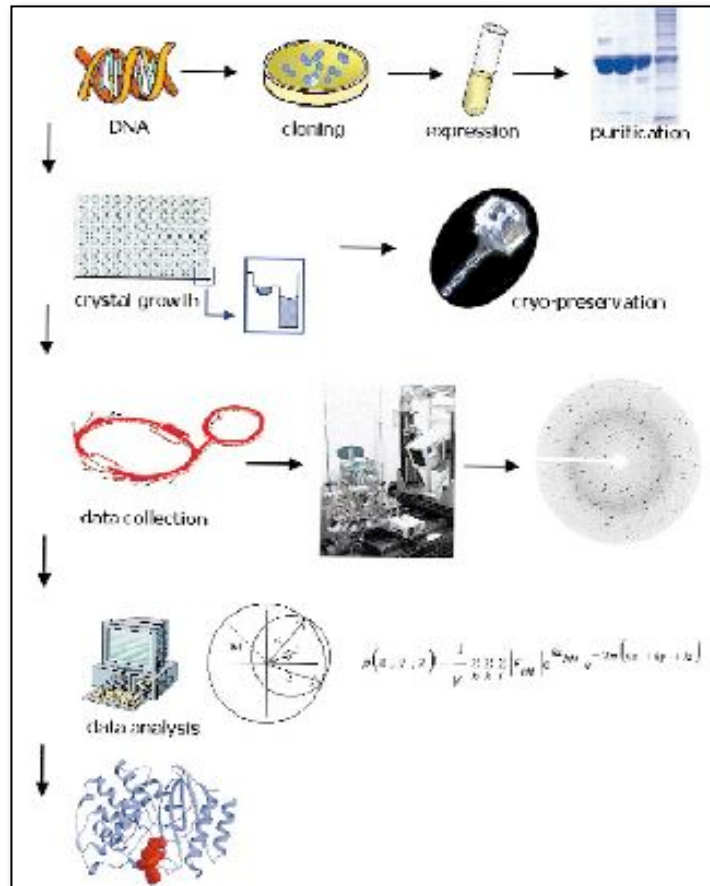 DNA
cloning
expression
purification
crystal growth
cryo-preservation
data collection
data analysis